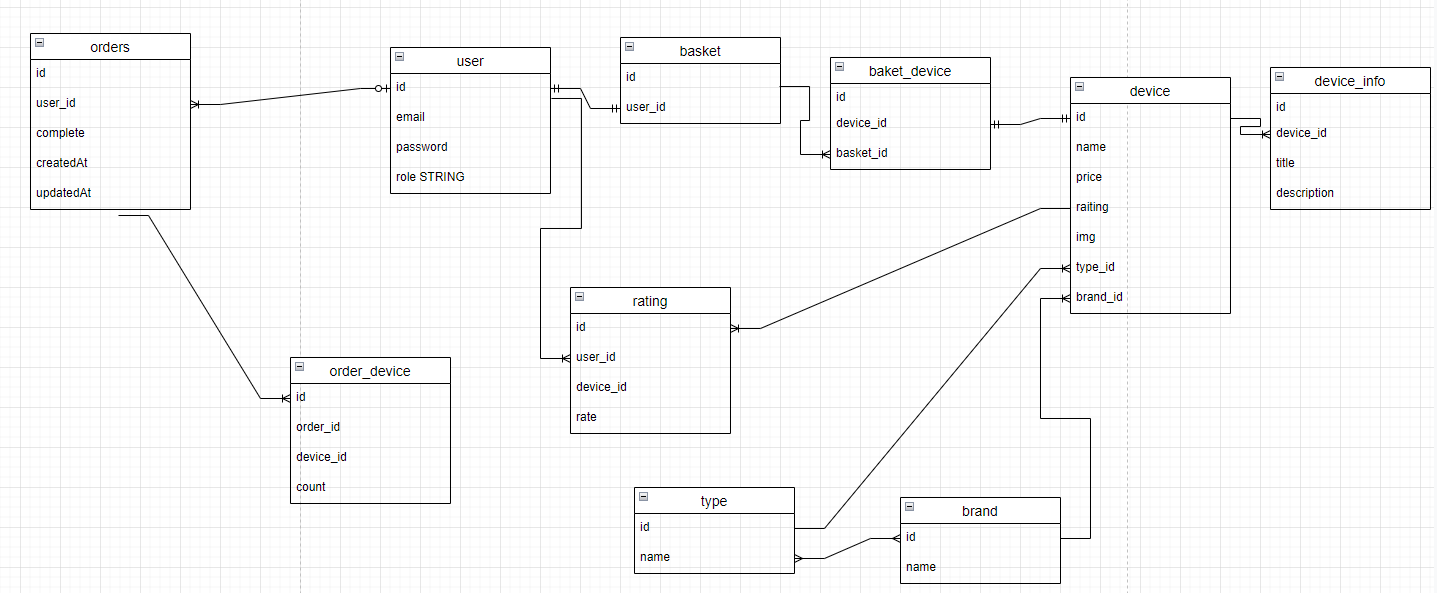 orders
id
user_id
complete
createdAt
updatedAt
user
id
email
password
role STRING
basket
id
user_id
baket_device
id
device_id
basket_id
device
id
name
price
raiting
img
type_id
brand_id
device_info
id
device_id
title
description
rating
id
user_id
device_id
rate
order_device
id
order_id
device_id
count
type
id
name
brand
id
name